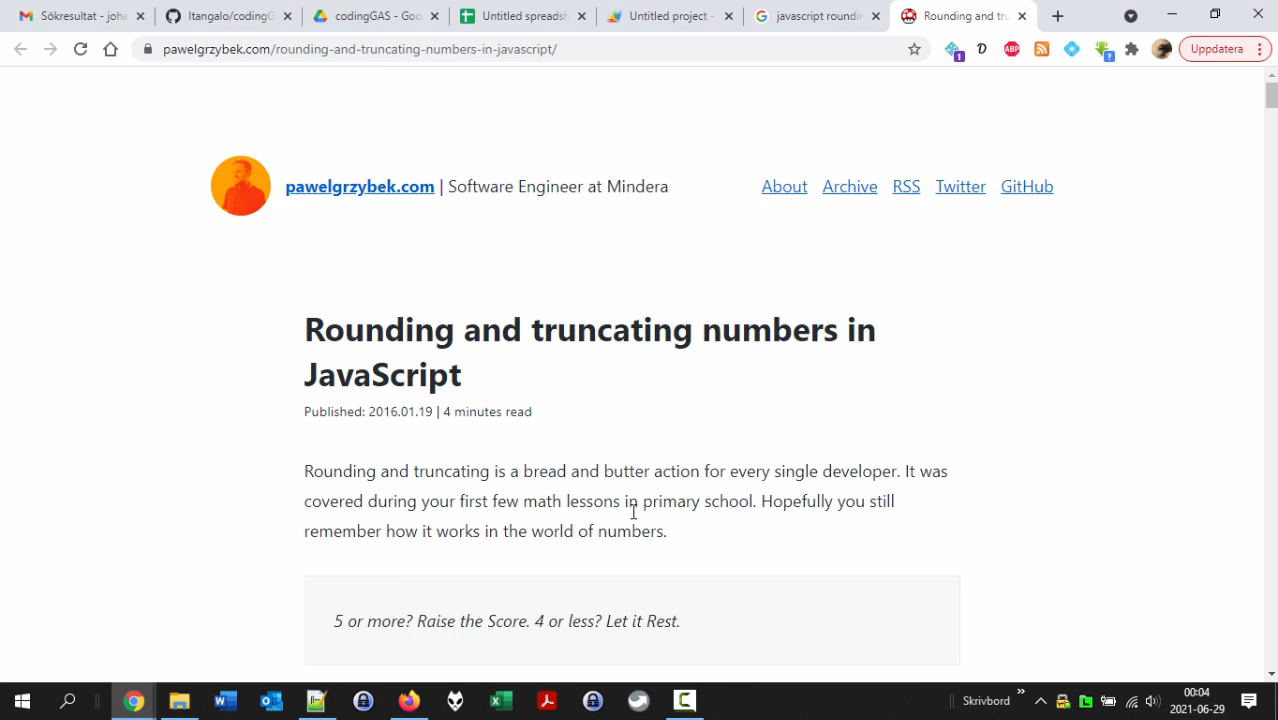 Sökresultat - joha
ltangalo/codingG
codingGAS - Goo
Untitled spreadsh
Untitled project -
javascript roundin
Rounding and tru
pawelgrzybek.com/rounding-and-truncating-numbers-in-javascript/
1
D
ABP
?
Uppdatera
pawelgrzybek.com | Software Engineer at Mindera
About Archive RSS Twitter GitHub
Rounding and truncating numbers in
JavaScript
Published: 2016.01.19 | 4 minutes read
Rounding and truncating is a bread and butter action for every single developer. It was
covered during your first few math lessons in primary school. Hopefully you still
remember how it works in the world of numbers.
5 or more? Raise the Score. 4 or less? Let it Rest.
Skrivbord
00:04
2021-06-29